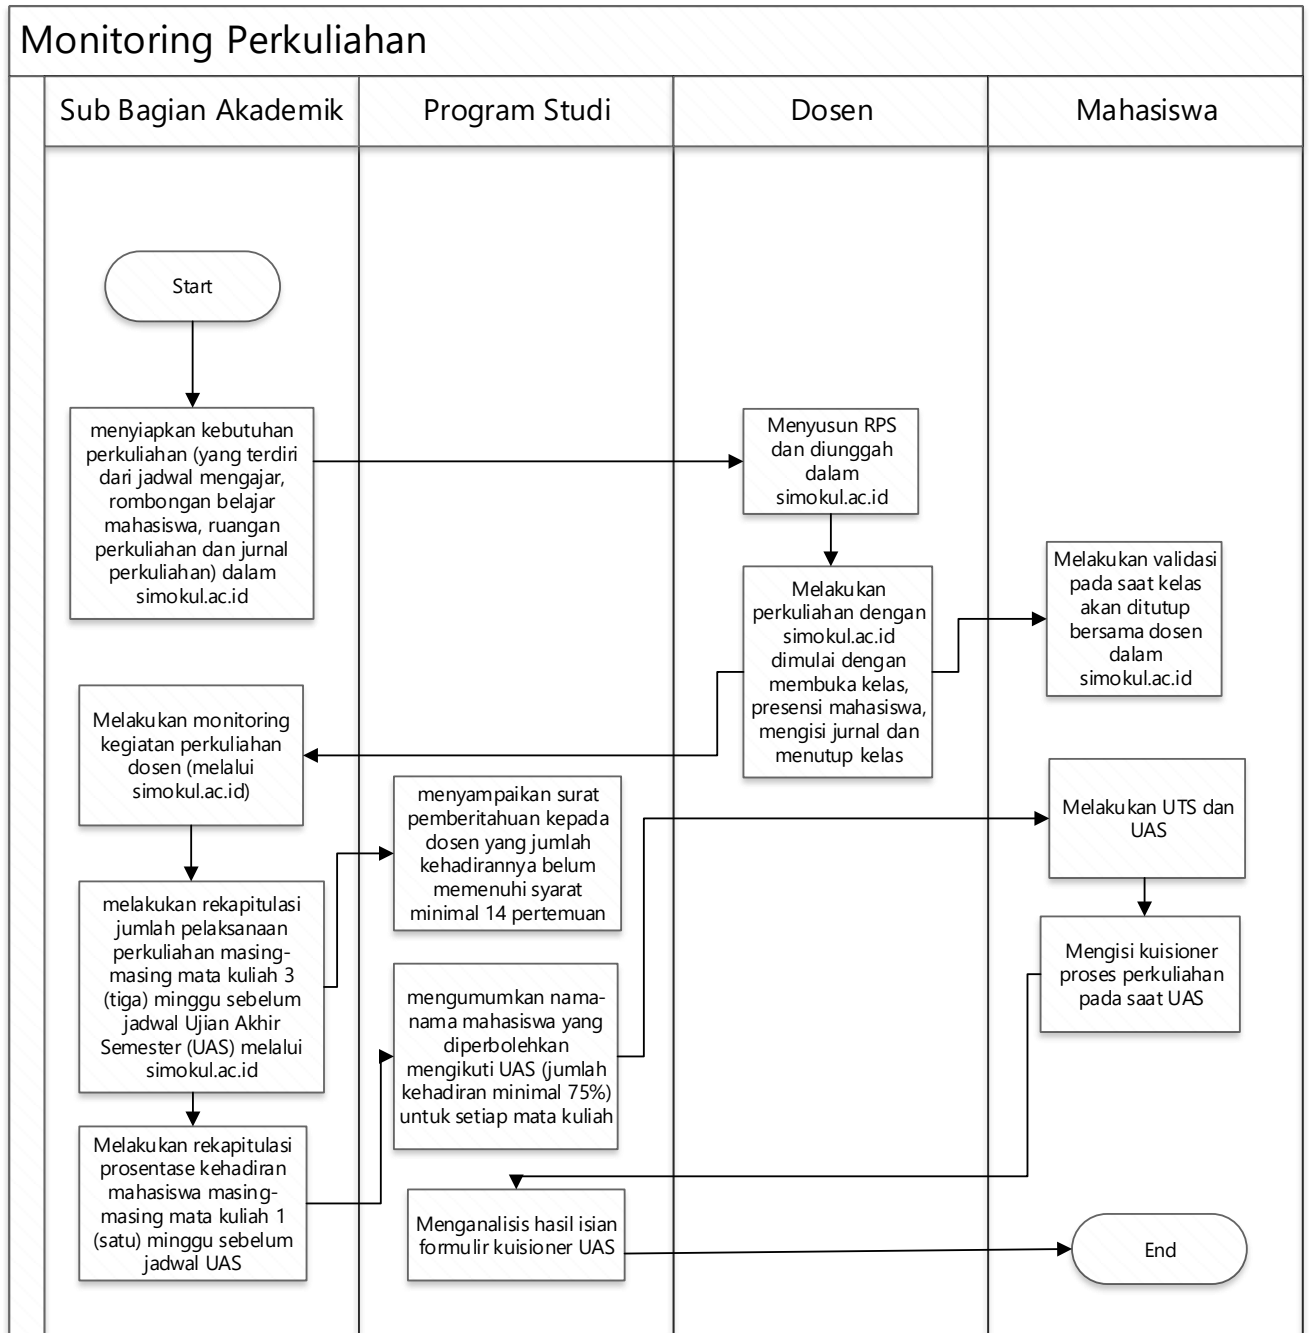 Monitoring Perkuliahan
Sub Bagian Akademik
Program Studi
Dosen
Mahasiswa
Start
menyiapkan kebutuhan
perkuliahan (yang terdiri
dari jadwal mengajar,
rombongan belajar
mahasiswa, ruangan
perkuliahan dan jurnal
perkuliahan) dalam
simokul.ac.id
Menyusun RPS
dan diunggah
dalam
simokul.ac.id
Melakukan
perkuliahan dengan
simokul.ac.id
dimulai dengan
membuka kelas,
presensi mahasiswa,
mengisi jurnal dan
menutup kelas
Melakukan validasi
pada saat kelas
akan ditutup
bersama dosen
dalam
simokul.ac.id
Melakukan monitoring
kegiatan perkuliahan
dosen (melalui
simokul.ac.id)
melakukan rekapitulasi
jumlah pelaksanaan
perkuliahan masing-
masing mata kuliah 3
(tiga) minggu sebelum
jadwal Ujian Akhir
Semester (UAS) melalui
simokul.ac.id
menyampaikan surat
pemberitahuan kepada
dosen yang jumlah
kehadirannya belum
memenuhi syarat
minimal 14 pertemuan
Melakukan rekapitulasi
prosentase kehadiran
mahasiswa masing-
masing mata kuliah 1
(satu) minggu sebelum
jadwal UAS
mengumumkan nama-
nama mahasiswa yang
diperbolehkan
mengikuti UAS (jumlah
kehadiran minimal 75%)
untuk setiap mata kuliah
Melakukan UTS dan
UAS
Mengisi kuisioner
proses perkuliahan
pada saat UAS
Menganalisis hasil isian
formulir kuisioner UAS
End